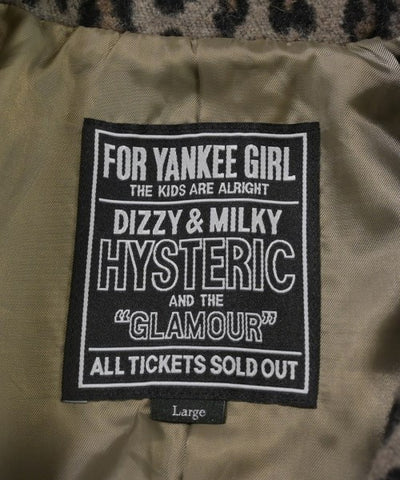 FOR YANKEE GIRL
THE KIDS ARE ALRIGHT
DIZZY & MILKY
HYSTERIC
AND THE
"GLAMOUR"
ALL TICKETS SOLD OUT
Large